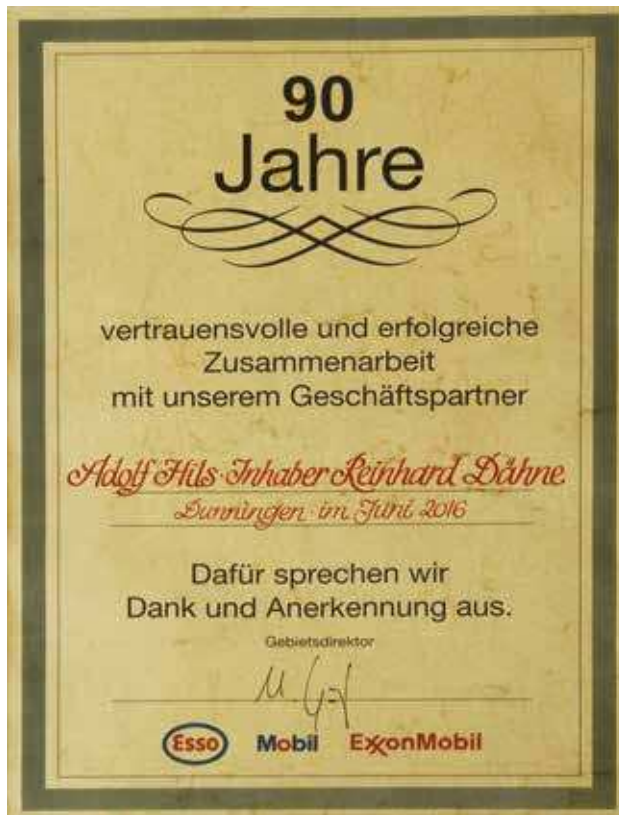 90
Jahre
vertrauensvolle und erfolgreiche
Zusammenarbeit
mit unserem Geschäftspartner
Adolf Hils · Inhaber Reinhard Dähne
Dunningen · im Juni 2016
Dafür sprechen wir
Dank und Anerkennung aus.
Gebietsdirektor
Esso Mobil ExxonMobil